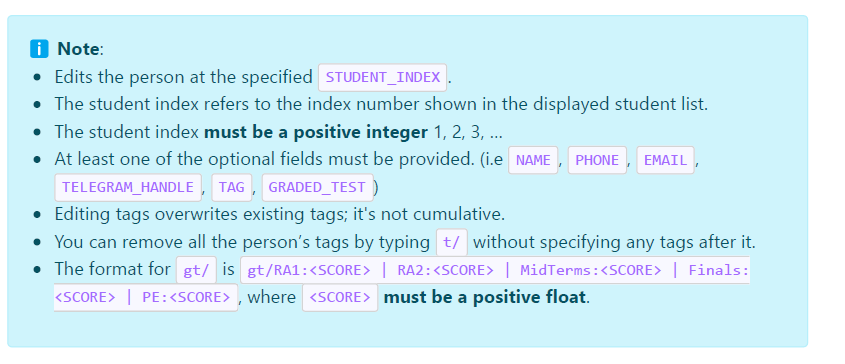 i Note:
Edits the person at the specified STUDENT_INDEX .
The student index refers to the index number shown in the displayed student list.
The student index must be a positive integer 1, 2, 3, ...
At least one of the optional fields must be provided. (i.e NAME , PHONE , EMAIL ,
TELEGRAM_HANDLE , TAG , GRADED_TEST )
Editing tags overwrites existing tags; it's not cumulative.
You can remove all the person’s tags by typing t/ without specifying any tags after it.
The format for gt/ is gt/RA1:<SCORE> | RA2:<SCORE> | MidTerms:<SCORE> | Finals:
<SCORE> | PE:<SCORE> , where <SCORE> must be a positive float.